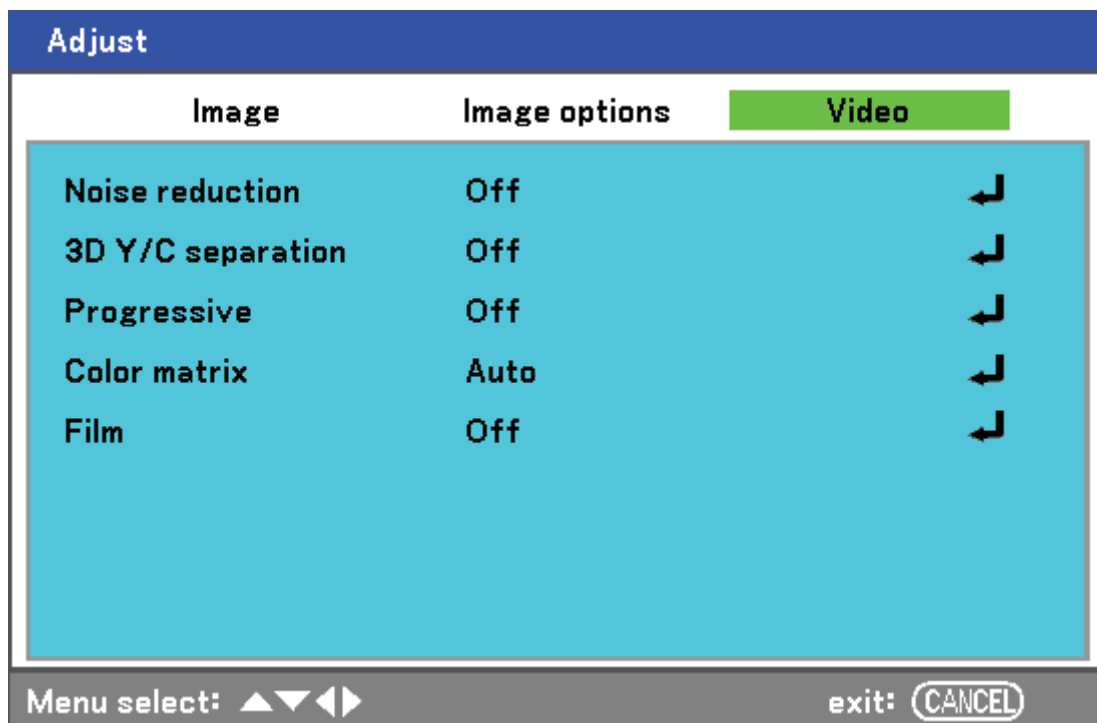 Adjust
Image Image options Video
Noise reduction Off
3D Y/C separation Off
Progressive Off
Color matrix Auto
Film Off
Menu select: ▲▼◀▶ exit: CANCEL